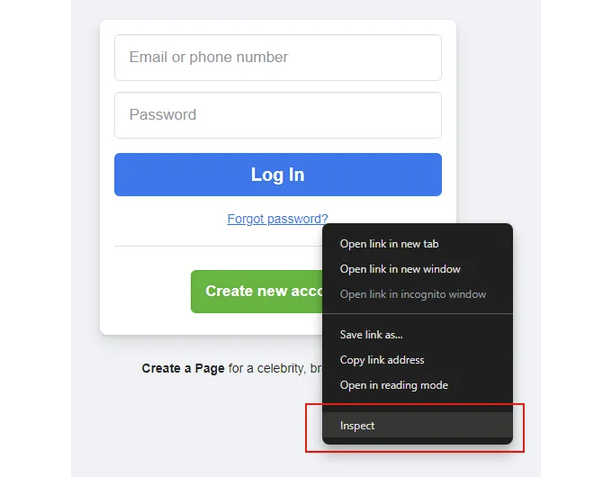 Email or phone number
Password
Log In
Forgot password?
Create new acco
Create a Page for a celebrity, br
Open link in new tab
Open link in new window
Open link in incognito window
Save link as...
Copy link address
Open in reading mode
Inspect